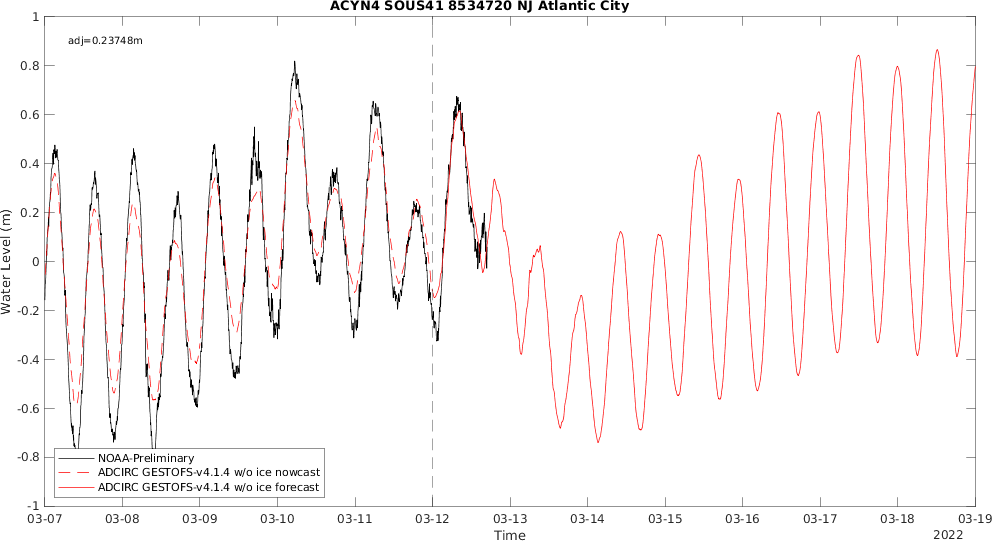 ACYN4 SOUS41 8534720 NJ Atlantic City
adj=0.23748m
1
0.8
0.6
0.4
0.2
0
-0.2
-0.4
-0.6
-0.8
-1
Water Level (m)
NOAA-Preliminary
ADCIRC GESTOFS-v4.1.4 w/o ice nowcast
ADCIRC GESTOFS-v4.1.4 w/o ice forecast
03-07 03-08 03-09 03-10 03-11 03-12 03-13 03-14 03-15 03-16 03-17 03-18 03-19
Time
2022